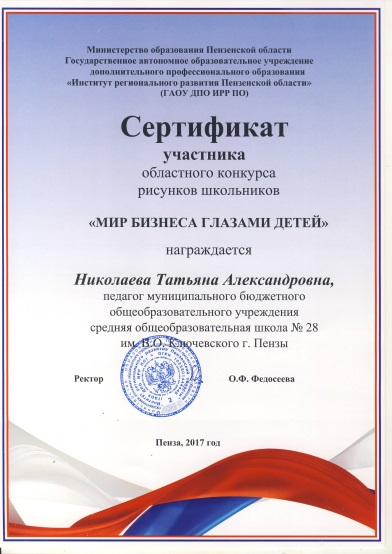 Министерство образования Пензенской области
Государственное автономное образовательное учреждение
дополнительного профессионального образования
«Институт регионального развития Пензенской области»
(ГАОУ ДПО ИРР ПО)
Сертификат
участника
областного конкурса
рисунков школьников
«МИР БИЗНЕСА ГЛАЗАМИ ДЕТЕЙ»
награждается
Николаева Татьяна Александровна,
педагог муниципального бюджетного
общеобразовательного учреждения
средняя общеобразовательная школа № 28
им. В.О. Ключевского г. Пензы
Ректор О.Ф. Федосеева
Пенза, 2017 год